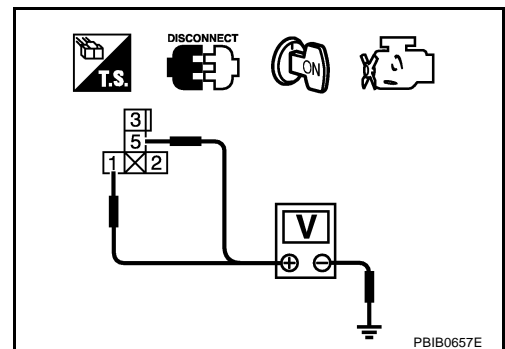 DISCONNECT
T.S.
ON
3
5
1 2
V
⊕ ⊖
PBIB0657E